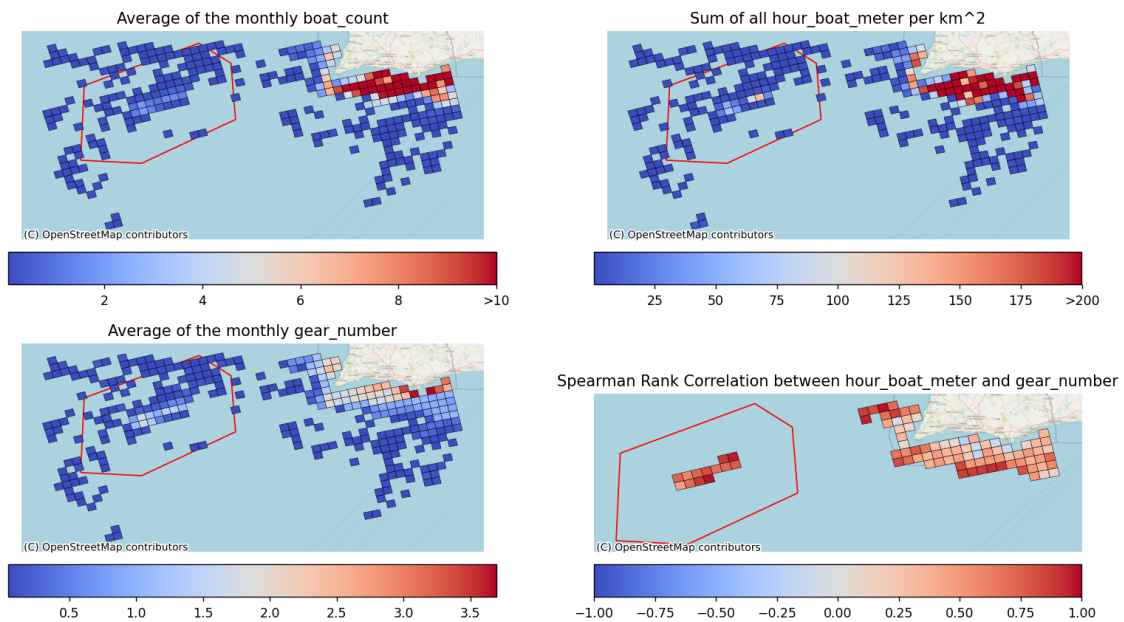 Average of the monthly boat_count
Sum of all hour_boat_meter per km^2
(C) OpenStreetMap contributors
(C) OpenStreetMap contributors
2 4 6 8 >10
25 50 75 100 125 150 175 >200
Average of the monthly gear_number
Spearman Rank Correlation between hour_boat_meter and gear_number
(C) OpenStreetMap contributors
(C) OpenStreetMap contributors
0.5 1.0 1.5 2.0 2.5 3.0 3.5
−1.00 −0.75 −0.50 −0.25 0.00 0.25 0.50 0.75 1.00